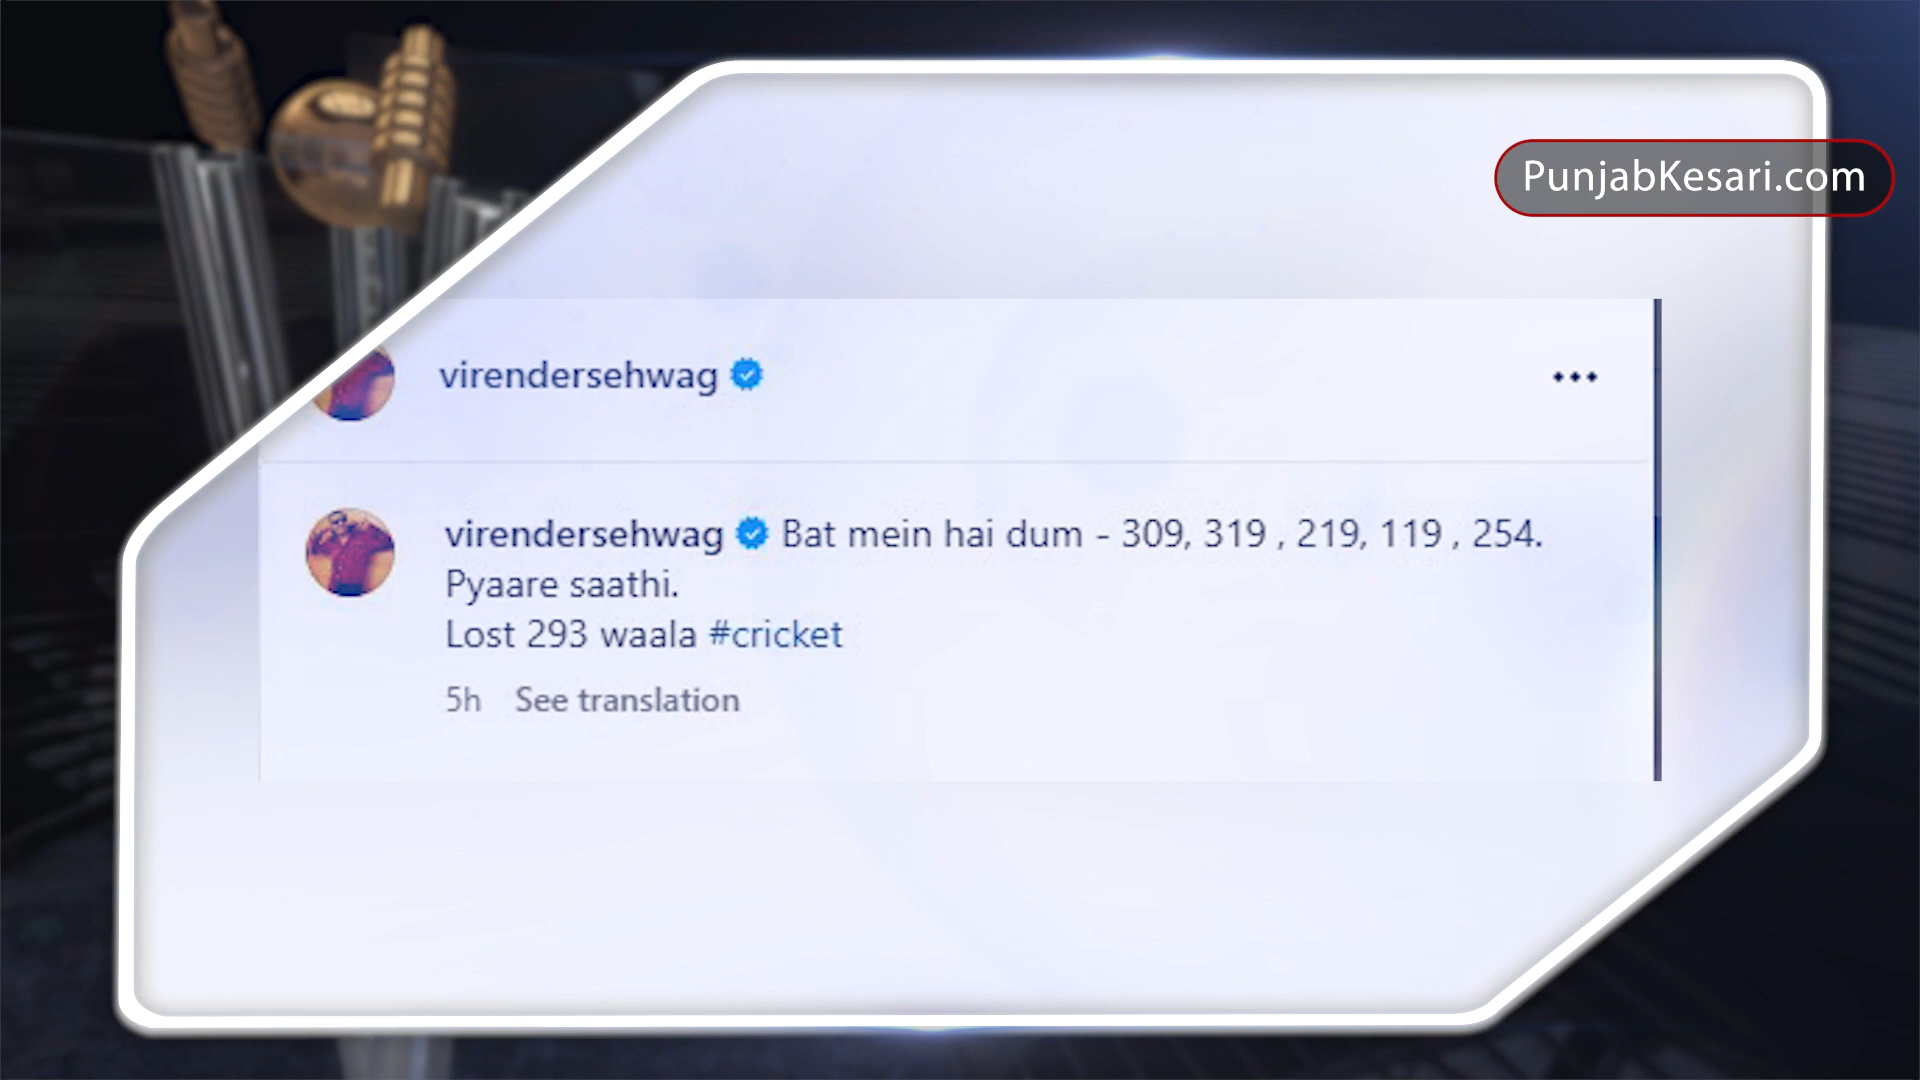 PunjabKesari.com
virendersehwag
virendersehwag Bat mein hai dum - 309, 319 , 219, 119 , 254.
Pyaare saathi.
Lost 293 waala #cricket
5h See translation